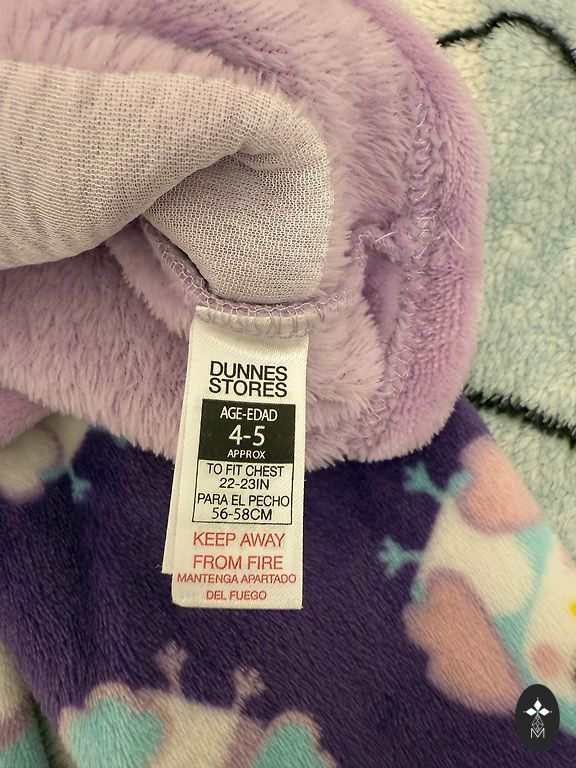 DUNNES
STORES
AGE-EDAD
4-5
APPROX
TO FIT CHEST
22-23IN
PARA EL PECHO
56-58CM
KEEP AWAY
FROM FIRE
MANTENGA APARTADO
DEL FUEGO
M